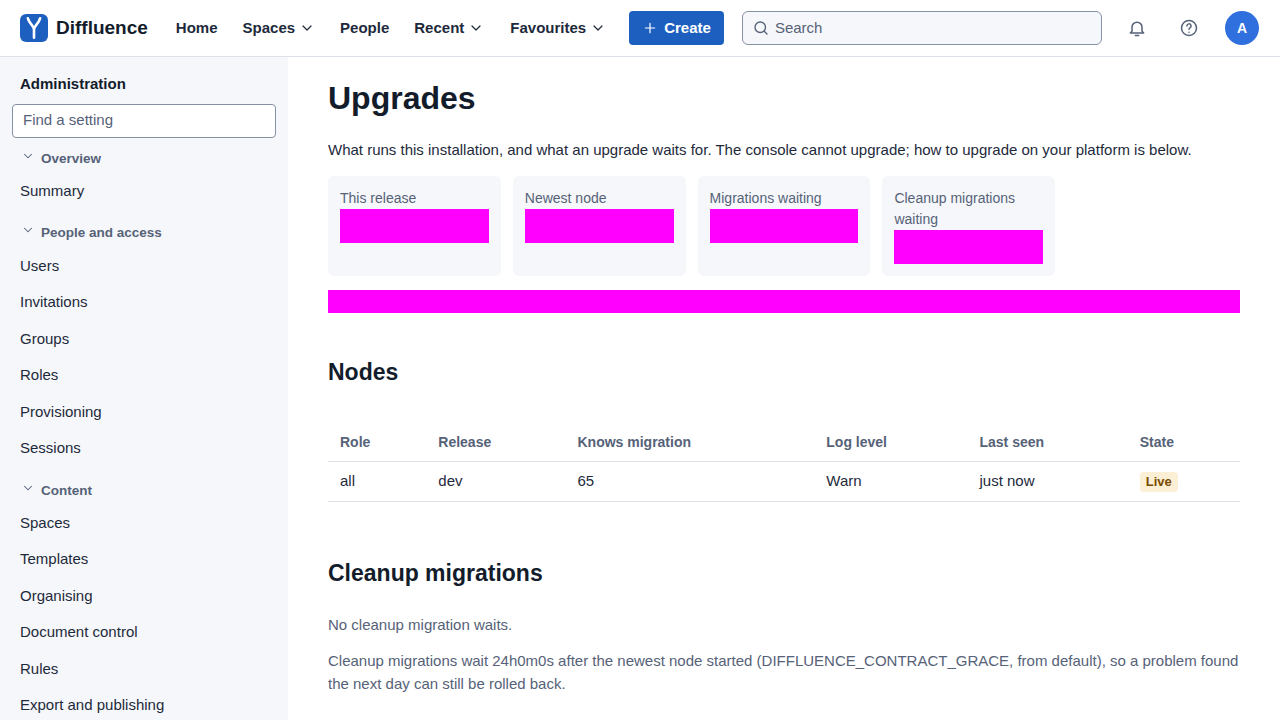 Diffluence
Home
Spaces
People
Recent
Favourites
Create
Search
A
Administration
Find a setting
Overview
Summary
People and access
Users
Invitations
Groups
Roles
Provisioning
Sessions
Content
Spaces
Templates
Organising
Document control
Rules
Export and publishing
Upgrades
What runs this installation, and what an upgrade waits for. The console cannot upgrade; how to upgrade on your platform is below.
This release
Newest node
Migrations waiting
Cleanup migrations
waiting
Nodes
Role Release Knows migration Log level Last seen State
all dev 65 Warn just now Live
Cleanup migrations
No cleanup migration waits.
Cleanup migrations wait 24h0m0s after the newest node started (DIFFLUENCE_CONTRACT_GRACE, from default), so a problem found
the next day can still be rolled back.